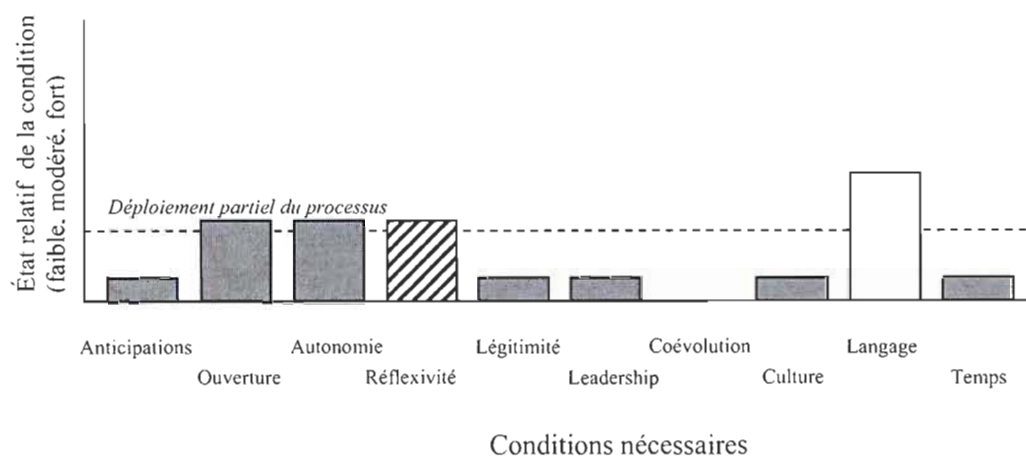 État relatif de la condition
(faible. modéré. fort)
Déploiement partiel du processus
Anticipations
Autonomie
Légitimité
Coévolution
Langage
Ouverture
Réflexivité
Leadership
Culture
Temps
Conditions nécessaires